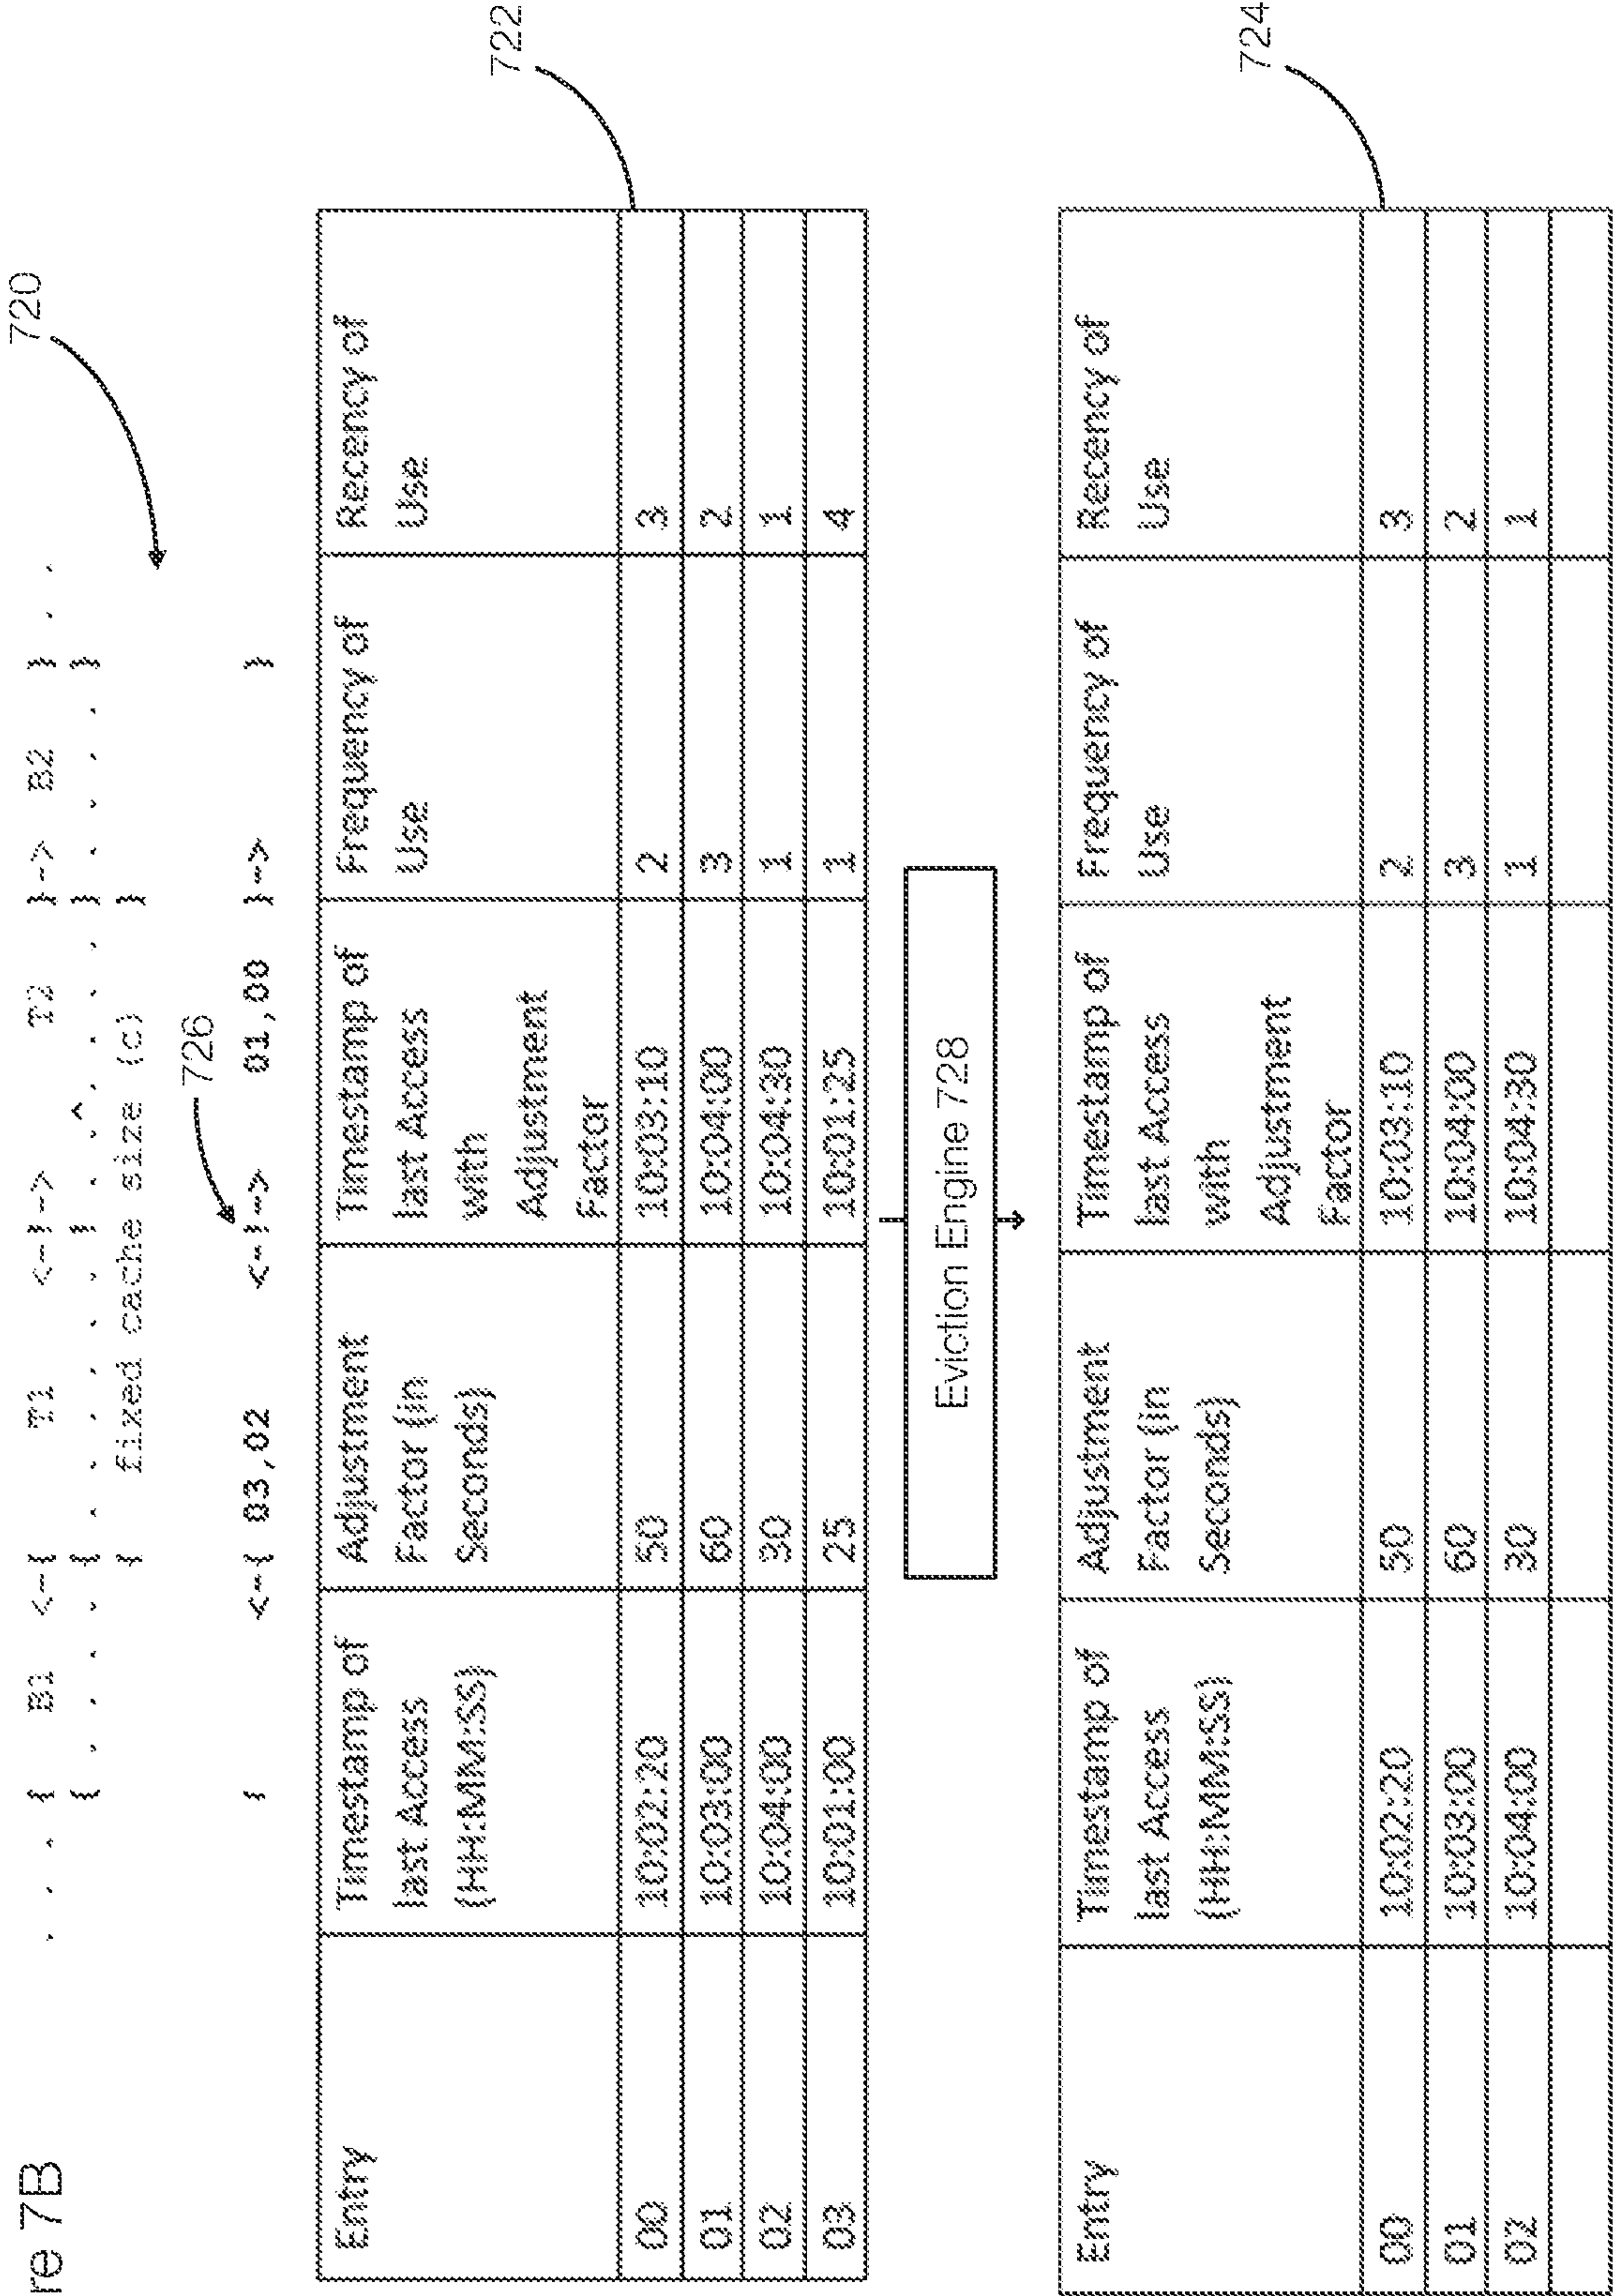 re 7B
720
. . . { B1 <-{ T1 <-!-> T2 }-> B2 } . .
{ . . . . { . . . . . . ! . . ^ . . . . } . . . . . }
{ fixed cache size (c) }
726
{ <-{ 03,02 <-!-> 01,00 }-> }
722
Entry | Timestamp of last Access (HH:MM:SS) | Adjustment Factor (in Seconds) | Timestamp of last Access with Adjustment Factor | Frequency of Use | Recency of Use
00 | 10:02:20 | 50 | 10:03:10 | 2 | 3
01 | 10:03:00 | 60 | 10:04:00 | 3 | 2
02 | 10:04:00 | 30 | 10:04:30 | 1 | 1
03 | 10:01:00 | 25 | 10:01:25 | 1 | 4
Eviction Engine 728
724
Entry | Timestamp of last Access (HH:MM:SS) | Adjustment Factor (in Seconds) | Timestamp of last Access with Adjustment Factor | Frequency of Use | Recency of Use
00 | 10:02:20 | 50 | 10:03:10 | 2 | 3
01 | 10:03:00 | 60 | 10:04:00 | 3 | 2
02 | 10:04:00 | 30 | 10:04:30 | 1 | 1